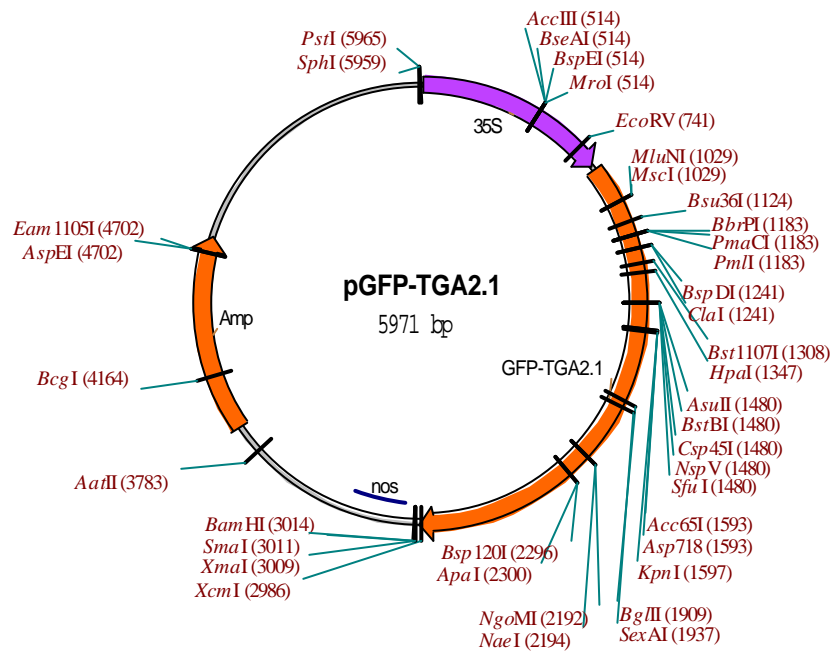 PstI (5965)
SphI (5959)
AccIII (514)
BseAI (514)
BspEI (514)
MroI (514)
35S
EcoRV (741)
MluNI (1029)
MscI (1029)
Bsu36I (1124)
BbrPI (1183)
PmaCI (1183)
PmlI (1183)
BspDI (1241)
ClaI (1241)
Bst1107I (1308)
HpaI (1347)
AsuII (1480)
BstBI (1480)
Csp45I (1480)
NspV (1480)
SfuI (1480)
Acc65I (1593)
Asp718 (1593)
KpnI (1597)
BglII (1909)
SexAI (1937)
NgoMI (2192)
NaeI (2194)
Bsp120I (2296)
ApaI (2300)
GFP-TGA2.1
pGFP-TGA2.1
5971 bp
nos
BamHI (3014)
SmaI (3011)
XmaI (3009)
XcmI (2986)
AatII (3783)
BcgI (4164)
Amp
Eam1105I (4702)
AspEI (4702)